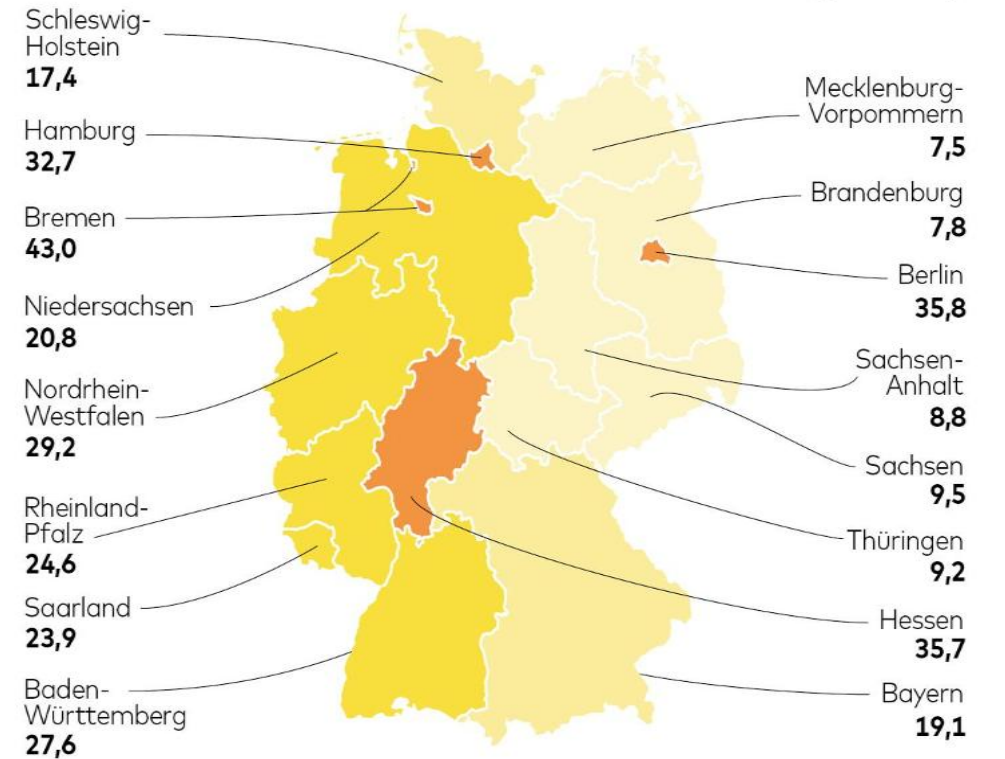 Schleswig-
Holstein
17,4
Hamburg
32,7
Bremen
43,0
Niedersachsen
20,8
Nordrhein-
Westfalen
29,2
Rheinland-
Pfalz
24,6
Saarland
23,9
Baden-
Württemberg
27,6
Mecklenburg-
Vorpommern
7,5
Brandenburg
7,8
Berlin
35,8
Sachsen-
Anhalt
8,8
Sachsen
9,5
Thüringen
9,2
Hessen
35,7
Bayern
19,1